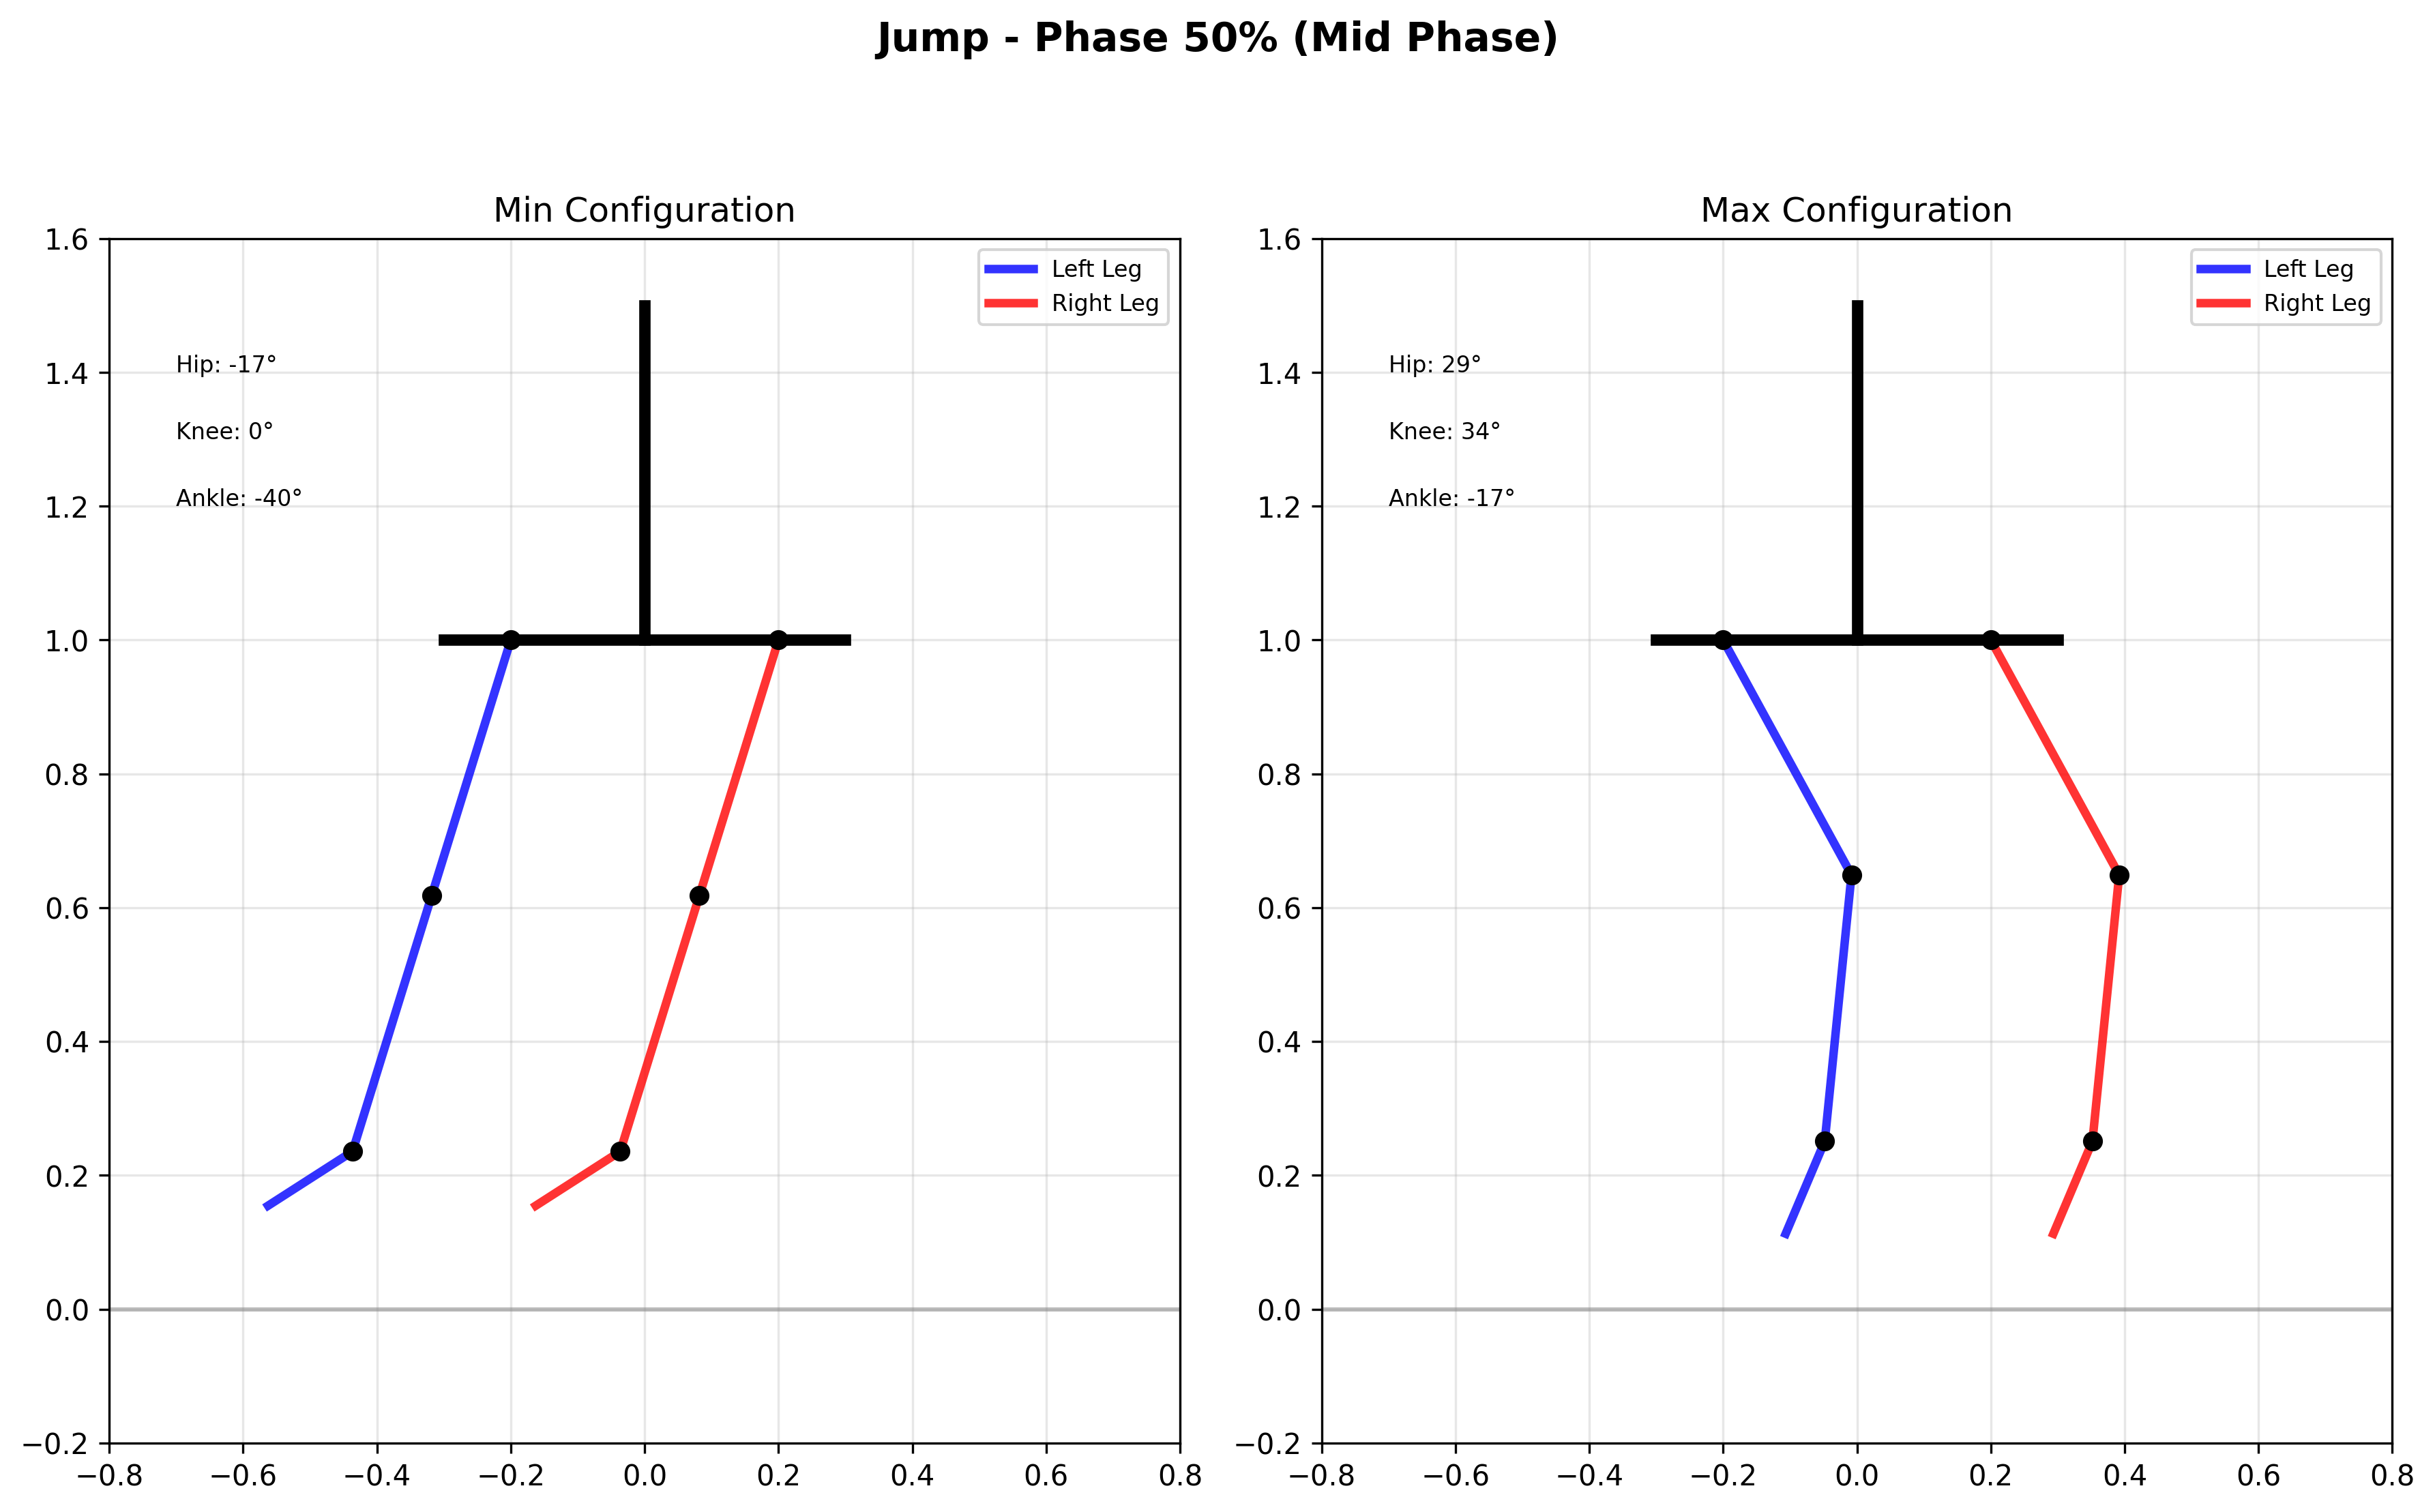 Jump - Phase 50% (Mid Phase)
Min Configuration
Left Leg
Right Leg
Hip: -17°
Knee: 0°
Ankle: -40°
1.6
1.4
1.2
1.0
0.8
0.6
0.4
0.2
0.0
−0.2
−0.8
−0.6
−0.4
−0.2
0.0
0.2
0.4
0.6
0.8
Max Configuration
Left Leg
Right Leg
Hip: 29°
Knee: 34°
Ankle: -17°
1.6
1.4
1.2
1.0
0.8
0.6
0.4
0.2
0.0
−0.2
−0.8
−0.6
−0.4
−0.2
0.0
0.2
0.4
0.6
0.8